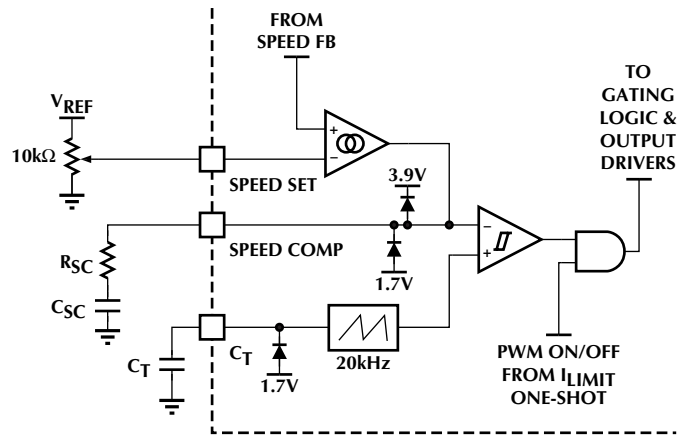 FROM
SPEED FB
TO
GATING
LOGIC &
OUTPUT
DRIVERS
VREF
10kΩ
+
–
SPEED SET
3.9V
SPEED COMP
–
+
1.7V
RSC
CSC
CT
CT
1.7V
20kHz
PWM ON/OFF
FROM ILIMIT
ONE-SHOT